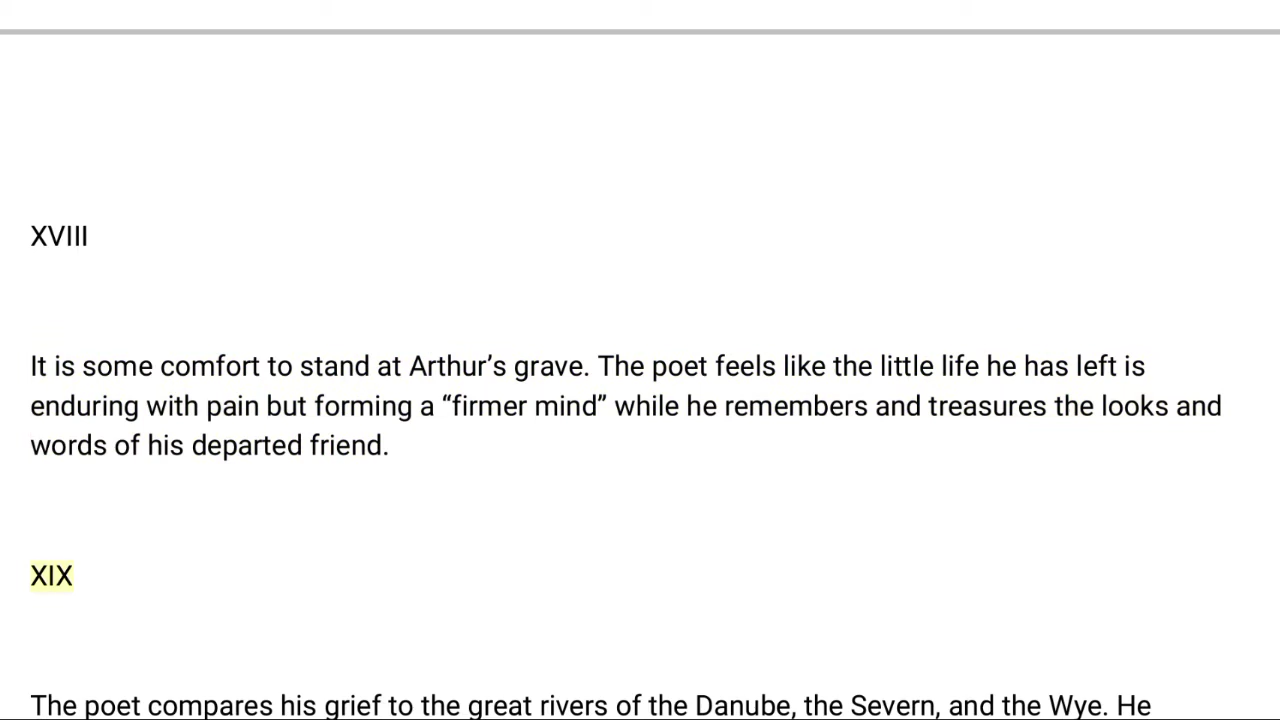 XVIII
It is some comfort to stand at Arthur’s grave. The poet feels like the little life he has left is
enduring with pain but forming a “firmer mind” while he remembers and treasures the looks and
words of his departed friend.
XIX
The poet compares his grief to the great rivers of the Danube, the Severn, and the Wye. He